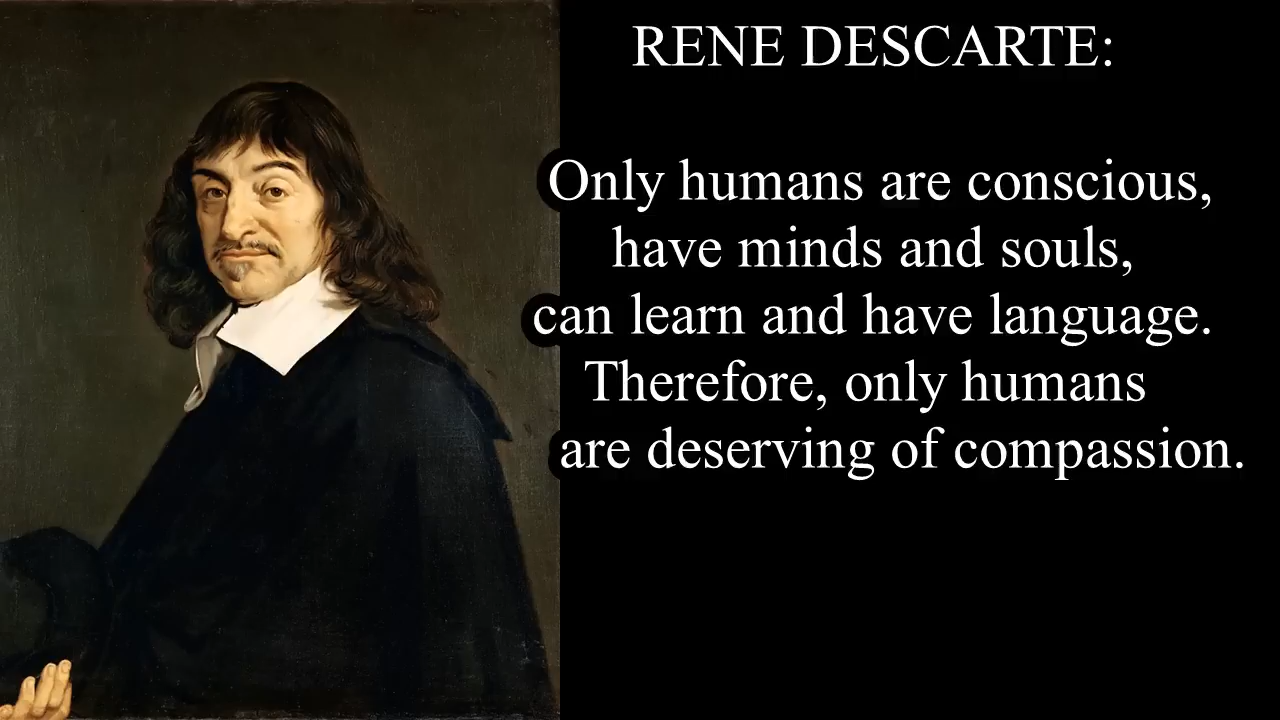 RENE DESCARTE:
Only humans are conscious,
have minds and souls,
can learn and have language.
Therefore, only humans
are deserving of compassion.